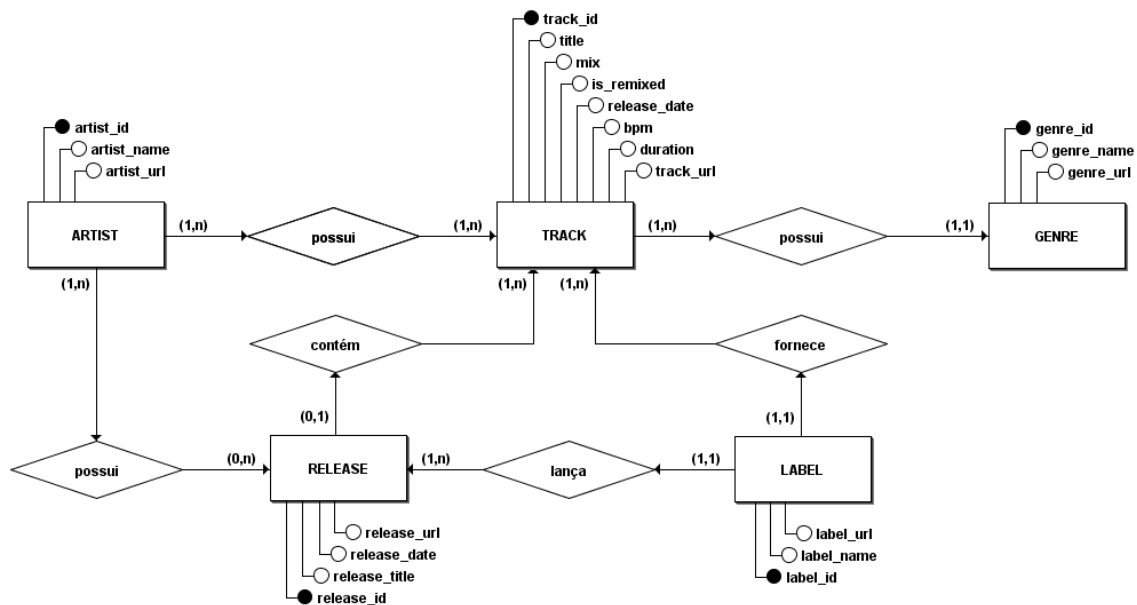 track_id
title
mix
is_remixed
release_date
bpm
duration
track_url
artist_id
artist_name
artist_url
genre_id
genre_name
genre_url
ARTIST
(1,n)
possui
(1,n)
TRACK
(1,n)
possui
(1,1)
GENRE
(1,n)
(1,n)
(1,n)
contém
fornece
(0,1)
(1,1)
possui
(0,n)
RELEASE
(1,n)
lança
(1,1)
LABEL
release_url
release_date
release_title
release_id
label_url
label_name
label_id